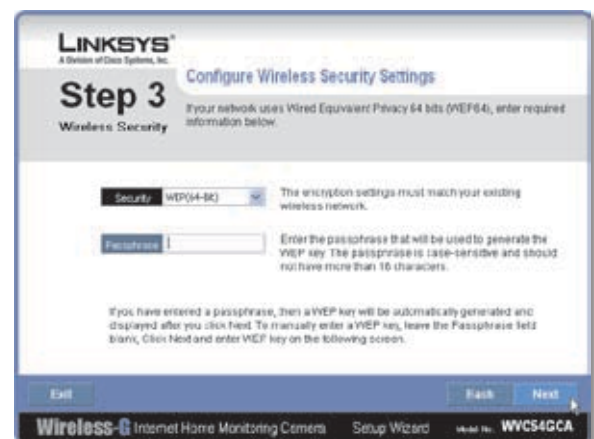 LINKSYS®
A Division of Cisco Systems, Inc.
Step 3
Wireless Security
Configure Wireless Security Settings
If your network uses Wired Equivalent Privacy 64 bits (WEP64), enter required
information below.
Security WEP(64-Bit)
The encryption settings must match your existing
wireless network.
Passphrase
Enter the passphrase that will be used to generate the
WEP key. The passphrase is case-sensitive and should
not have more than 16 characters.
If you have entered a passphrase, then a WEP key will be automatically generated and
displayed after you click Next. To manually enter a WEP key, leave the Passphrase field
blank, Click Next and enter WEP key on the following screen.
Exit
Back
Next
Wireless-G Internet Home Monitoring Camera
Setup Wizard
Model No. WVC54GCA